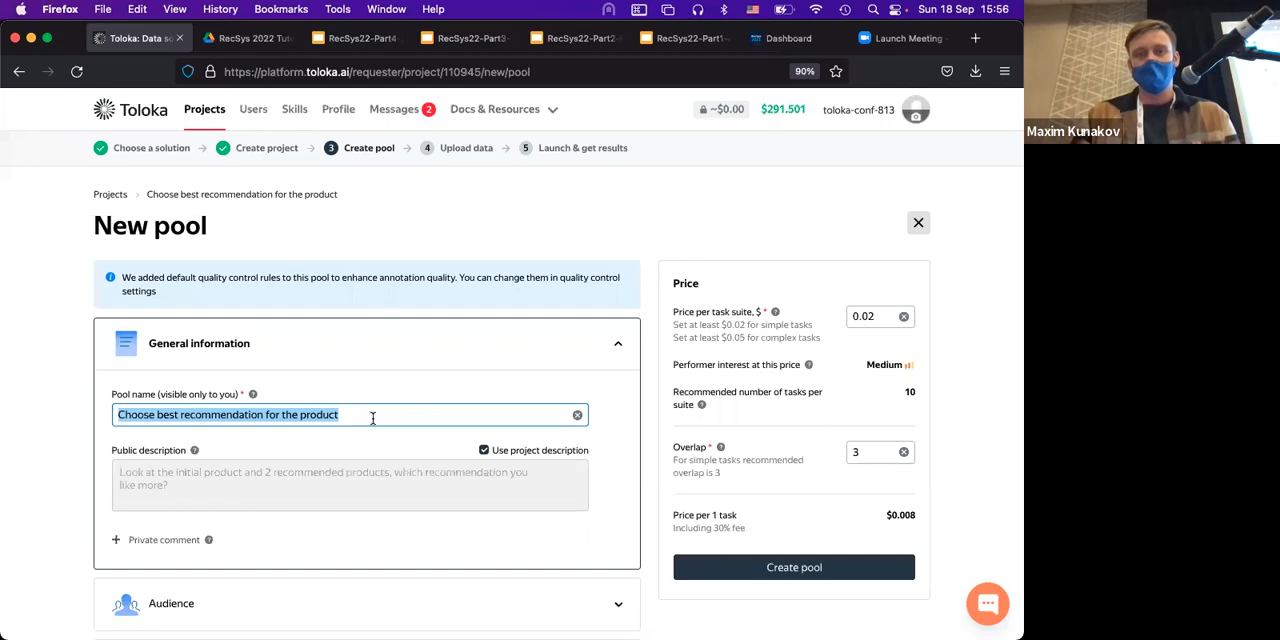 Firefox File Edit View History Bookmarks Tools Window Help Sun 18 Sep 15:56
Toloka: Data so RecSys 2022 Tuto RecSys22-Part4- RecSys22-Part3- RecSys22-Part2- RecSys22-Part1- Dashboard Launch Meeting -
https://platform.toloka.ai/requester/project/110945/new/pool 90%
Toloka Projects Users Skills Profile Messages 2 Docs & Resources ~$0.00 $291.501 toloka-conf-813
Choose a solution Create project 3 Create pool 4 Upload data 5 Launch & get results
Projects Choose best recommendation for the product
New pool
We added default quality control rules to this pool to enhance annotation quality. You can change them in quality control
settings
General information
Pool name (visible only to you) *
Choose best recommendation for the product
Public description Use project description
Look at the initial product and 2 recommended products, which recommendation you
like more?
+ Private comment
Audience
Price
Price per task suite, $ * 0.02
Set at least $0.02 for simple tasks
Set at least $0.05 for complex tasks
Performer interest at this price Medium
Recommended number of tasks per 10
suite
Overlap * 3
For simple tasks recommended
overlap is 3
Price per 1 task $0.008
Including 30% fee
Create pool
Maxim Kunakov